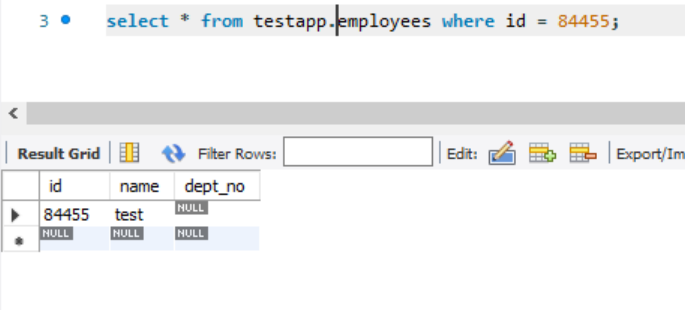 3 select * from testapp.employees where id = 84455;
Result Grid Filter Rows: Edit: Export/Im
id name dept_no
84455 test NULL
NULL NULL NULL